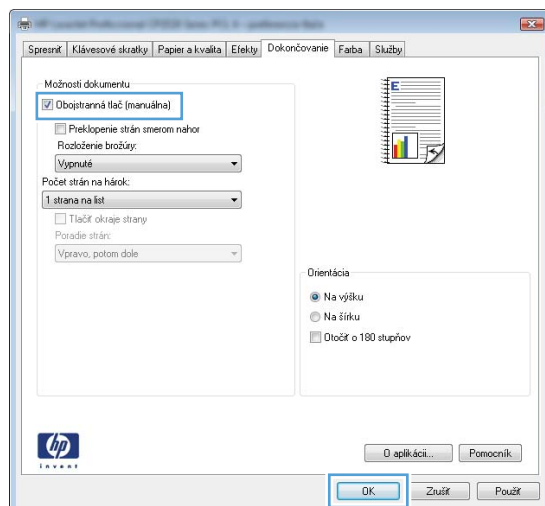 Spresniť Klávesové skratky Papier a kvalita Efekty Dokončovanie Farba Služby
Možnosti dokumentu
Obojstranná tlač (manuálna)
Preklopenie strán smerom nahor
Rozloženie brožúry:
Vypnuté
Počet strán na hárok:
1 strana na list
Tlačiť okraje strany
Poradie strán:
Vpravo, potom dole
E
Orientácia
Na výšku
Na šírku
Otočiť o 180 stupňov
hp
invent
O aplikácii... Pomocník
OK Zrušiť Použiť